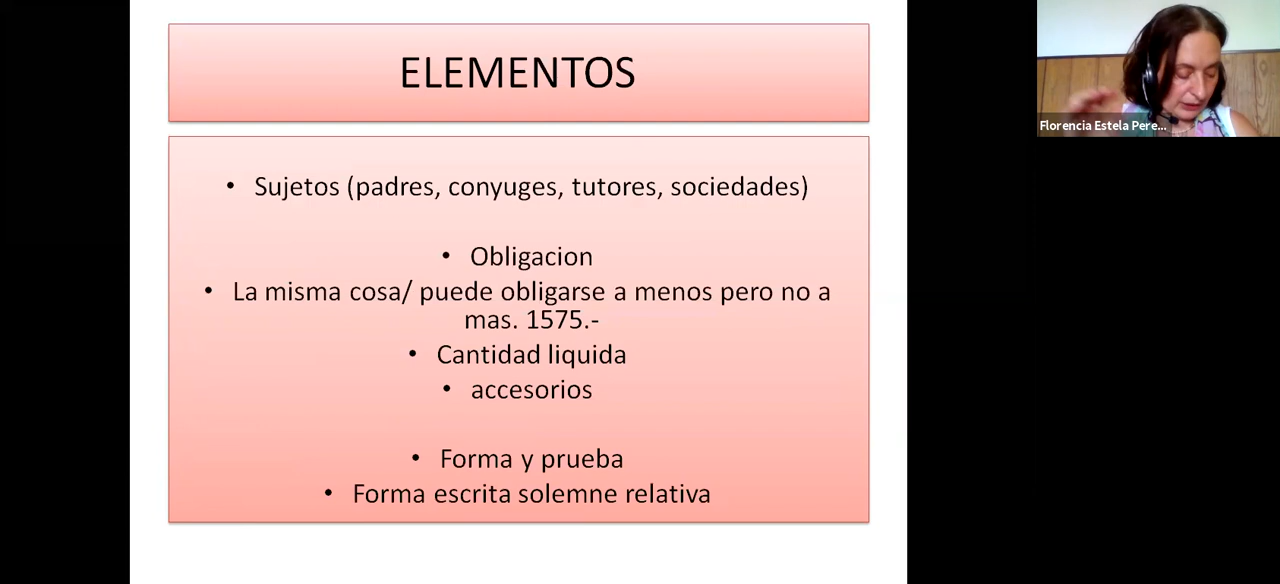 ELEMENTOS
• Sujetos (padres, conyuges, tutores, sociedades)
• Obligacion
• La misma cosa/ puede obligarse a menos pero no a
mas. 1575.-
• Cantidad liquida
• accesorios
• Forma y prueba
• Forma escrita solemne relativa
Florencia Estela Pere...